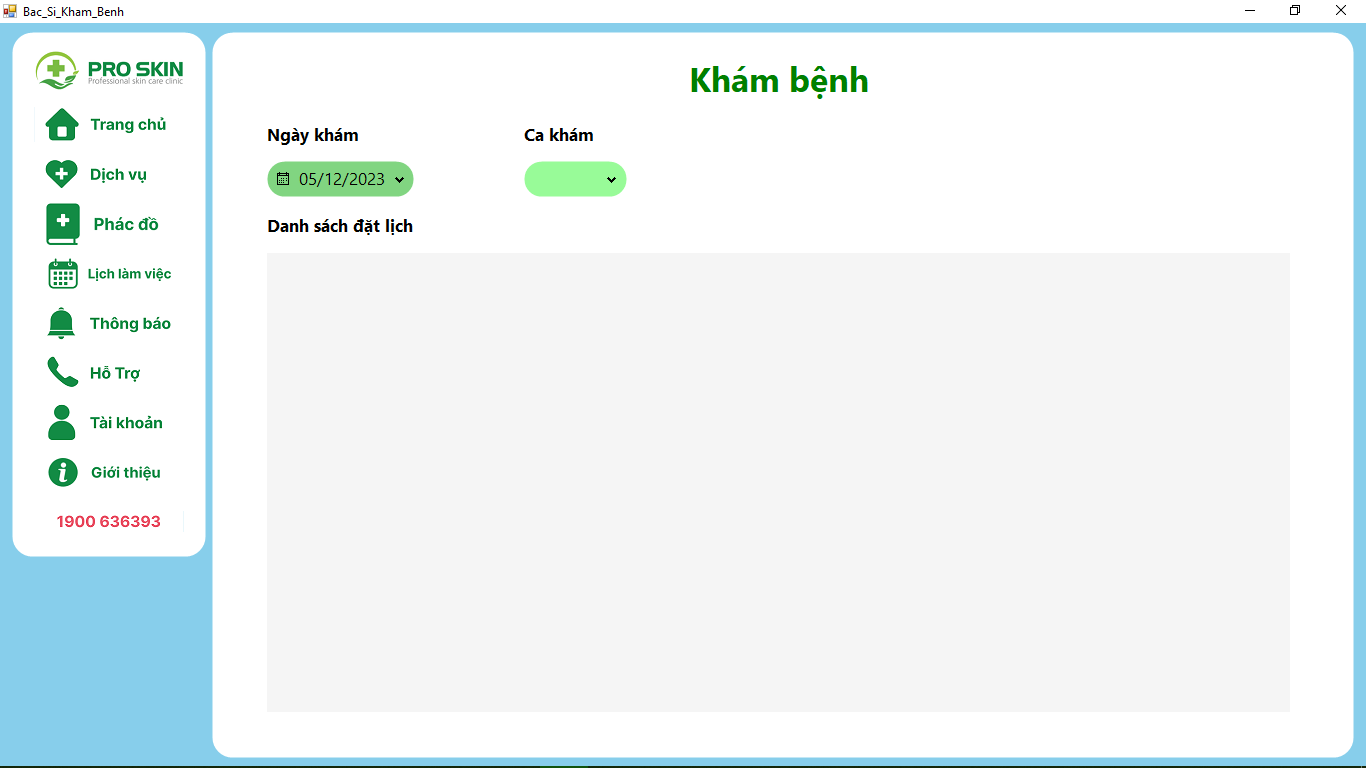 Bac_Si_Kham_Benh
PRO SKIN
Professional skin care clinic
Trang chủ
Dịch vụ
Phác đồ
Lịch làm việc
Thông báo
Hỗ Trợ
Tài khoản
Giới thiệu
1900 636393
Khám bệnh
Ngày khám
Ca khám
05/12/2023
Danh sách đặt lịch